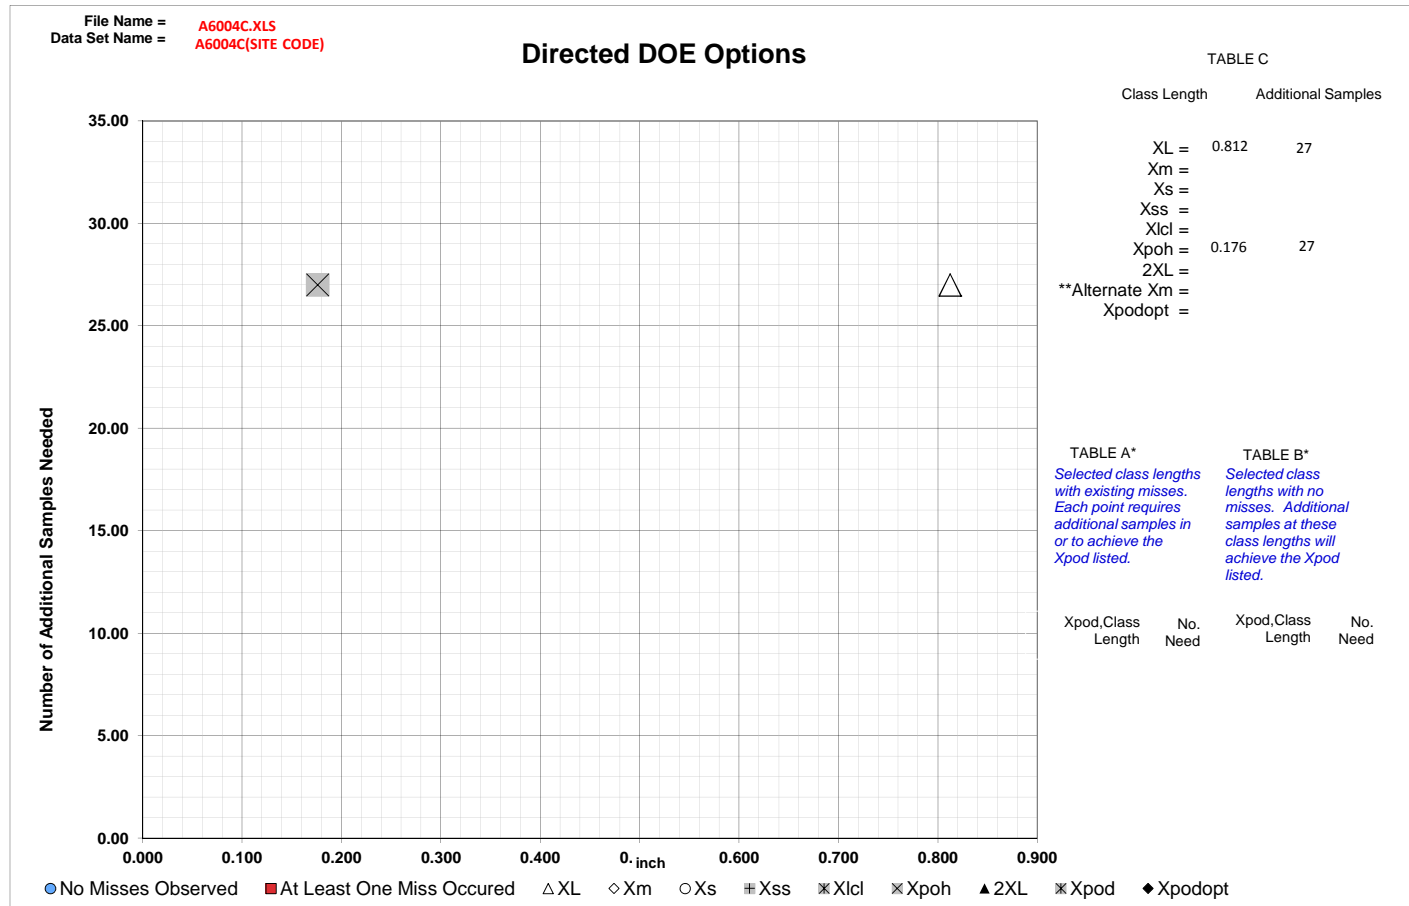 File Name = A6004C.XLS
Data Set Name = A6004C(SITE CODE)
Directed DOE Options
TABLE C
Class Length Additional Samples
XL = 0.812 27
Xm =
Xs =
Xss =
Xlcl =
Xpoh = 0.176 27
2XL =
**Alternate Xm =
Xpodopt =
TABLE A*
Selected class lengths
with existing misses.
Each point requires
additional samples in
or to achieve the
Xpod listed.
TABLE B*
Selected class
lengths with no
misses. Additional
samples at these
class lengths will
achieve the Xpod
listed.
Xpod,Class No.
Length Need
Xpod,Class No.
Length Need
Number of Additional Samples Needed
35.00
30.00
25.00
20.00
15.00
10.00
5.00
0.00
0.000 0.100 0.200 0.300 0.400 0. inch 0.600 0.700 0.800 0.900
No Misses Observed At Least One Miss Occured XL Xm Xs Xss Xlcl Xpoh 2XL Xpod Xpodopt